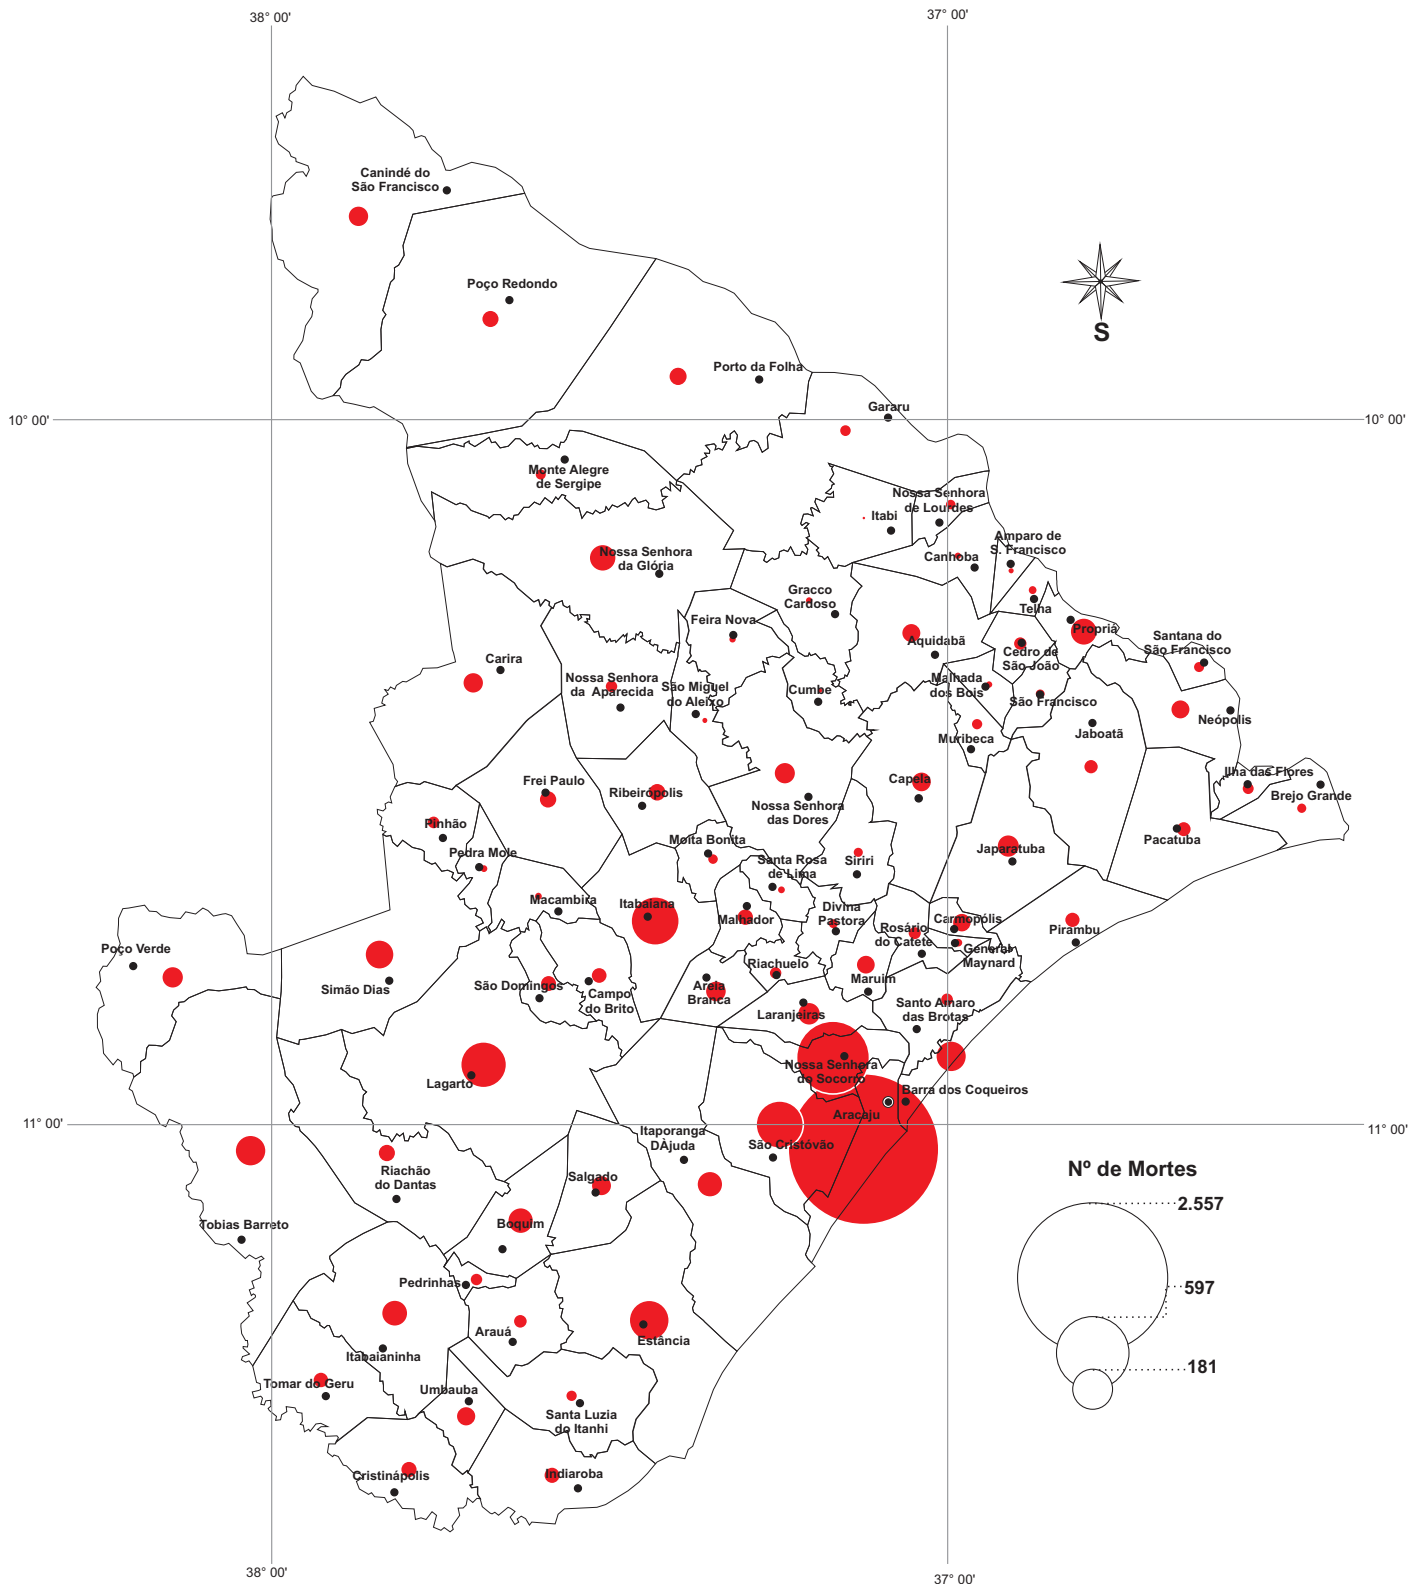 38° 00'
37° 00'
Canindé do
São Francisco
Poço Redondo
S
Porto da Folha
Gararu
10° 00'
10° 00'
Monte Alegre
de Sergipe
Nossa Senhora
de Lourdes
Itabi
Amparo de
S. Francisco
Canhoba
Nossa Senhora
da Glória
Gracco
Cardoso
Telha
Feira Nova
Propriá
Aquidabã
Santana do
São Francisco
Cedro de
São João
Carira
Nossa Senhora
da Aparecida
São Miguel
do Aleixo
Cumbe
Malhada
dos Bois
São Francisco
Neópolis
Jaboatã
Muribeca
Frei Paulo
Ribeirópolis
Capela
Ilha das Flores
Brejo Grande
Nossa Senhora
das Dores
Pinhão
Moita Bonita
Pacatuba
Pedra Mole
Santa Rosa
de Lima
Siriri
Japaratuba
Macambira
Itabaiana
Malhador
Divina
Pastora
Rosário
do Catete
Carmopólis
Pirambu
General
Maynard
Poço Verde
Simão Dias
São Domingos
Campo
do Brito
Areia
Branca
Riachuelo
Maruim
Santo Amaro
das Brotas
Laranjeiras
Nossa Senhora
do Socorro
Lagarto
Barra dos Coqueiros
Aracaju
11° 00'
11° 00'
Itaporanga
DÀjuda
São Cristóvão
Riachão
do Dantas
Salgado
Nº de Mortes
2.557
597
181
Tobias Barreto
Boquim
Pedrinhas
Arauá
Estância
Itabaianinha
Tomar do Geru
Umbauba
Santa Luzia
do Itanhi
Cristinápolis
Indiaroba
38° 00'
37° 00'